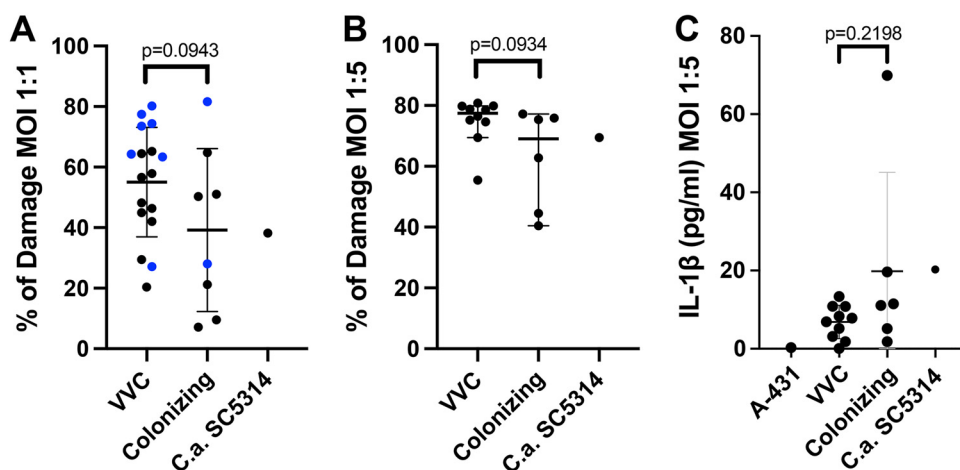 A
% of Damage MOI 1:1
100
80
60
40
20
0
p=0.0943
VVC
Colonizing
C.a. SC5314
B
% of Damage MOI 1:5
100
80
60
40
20
0
p=0.0934
VVC
Colonizing
C.a. SC5314
C
IL-1β (pg/ml) MOI 1:5
80
60
40
20
0
p=0.2198
A-431
VVC
Colonizing
C.a. SC5314